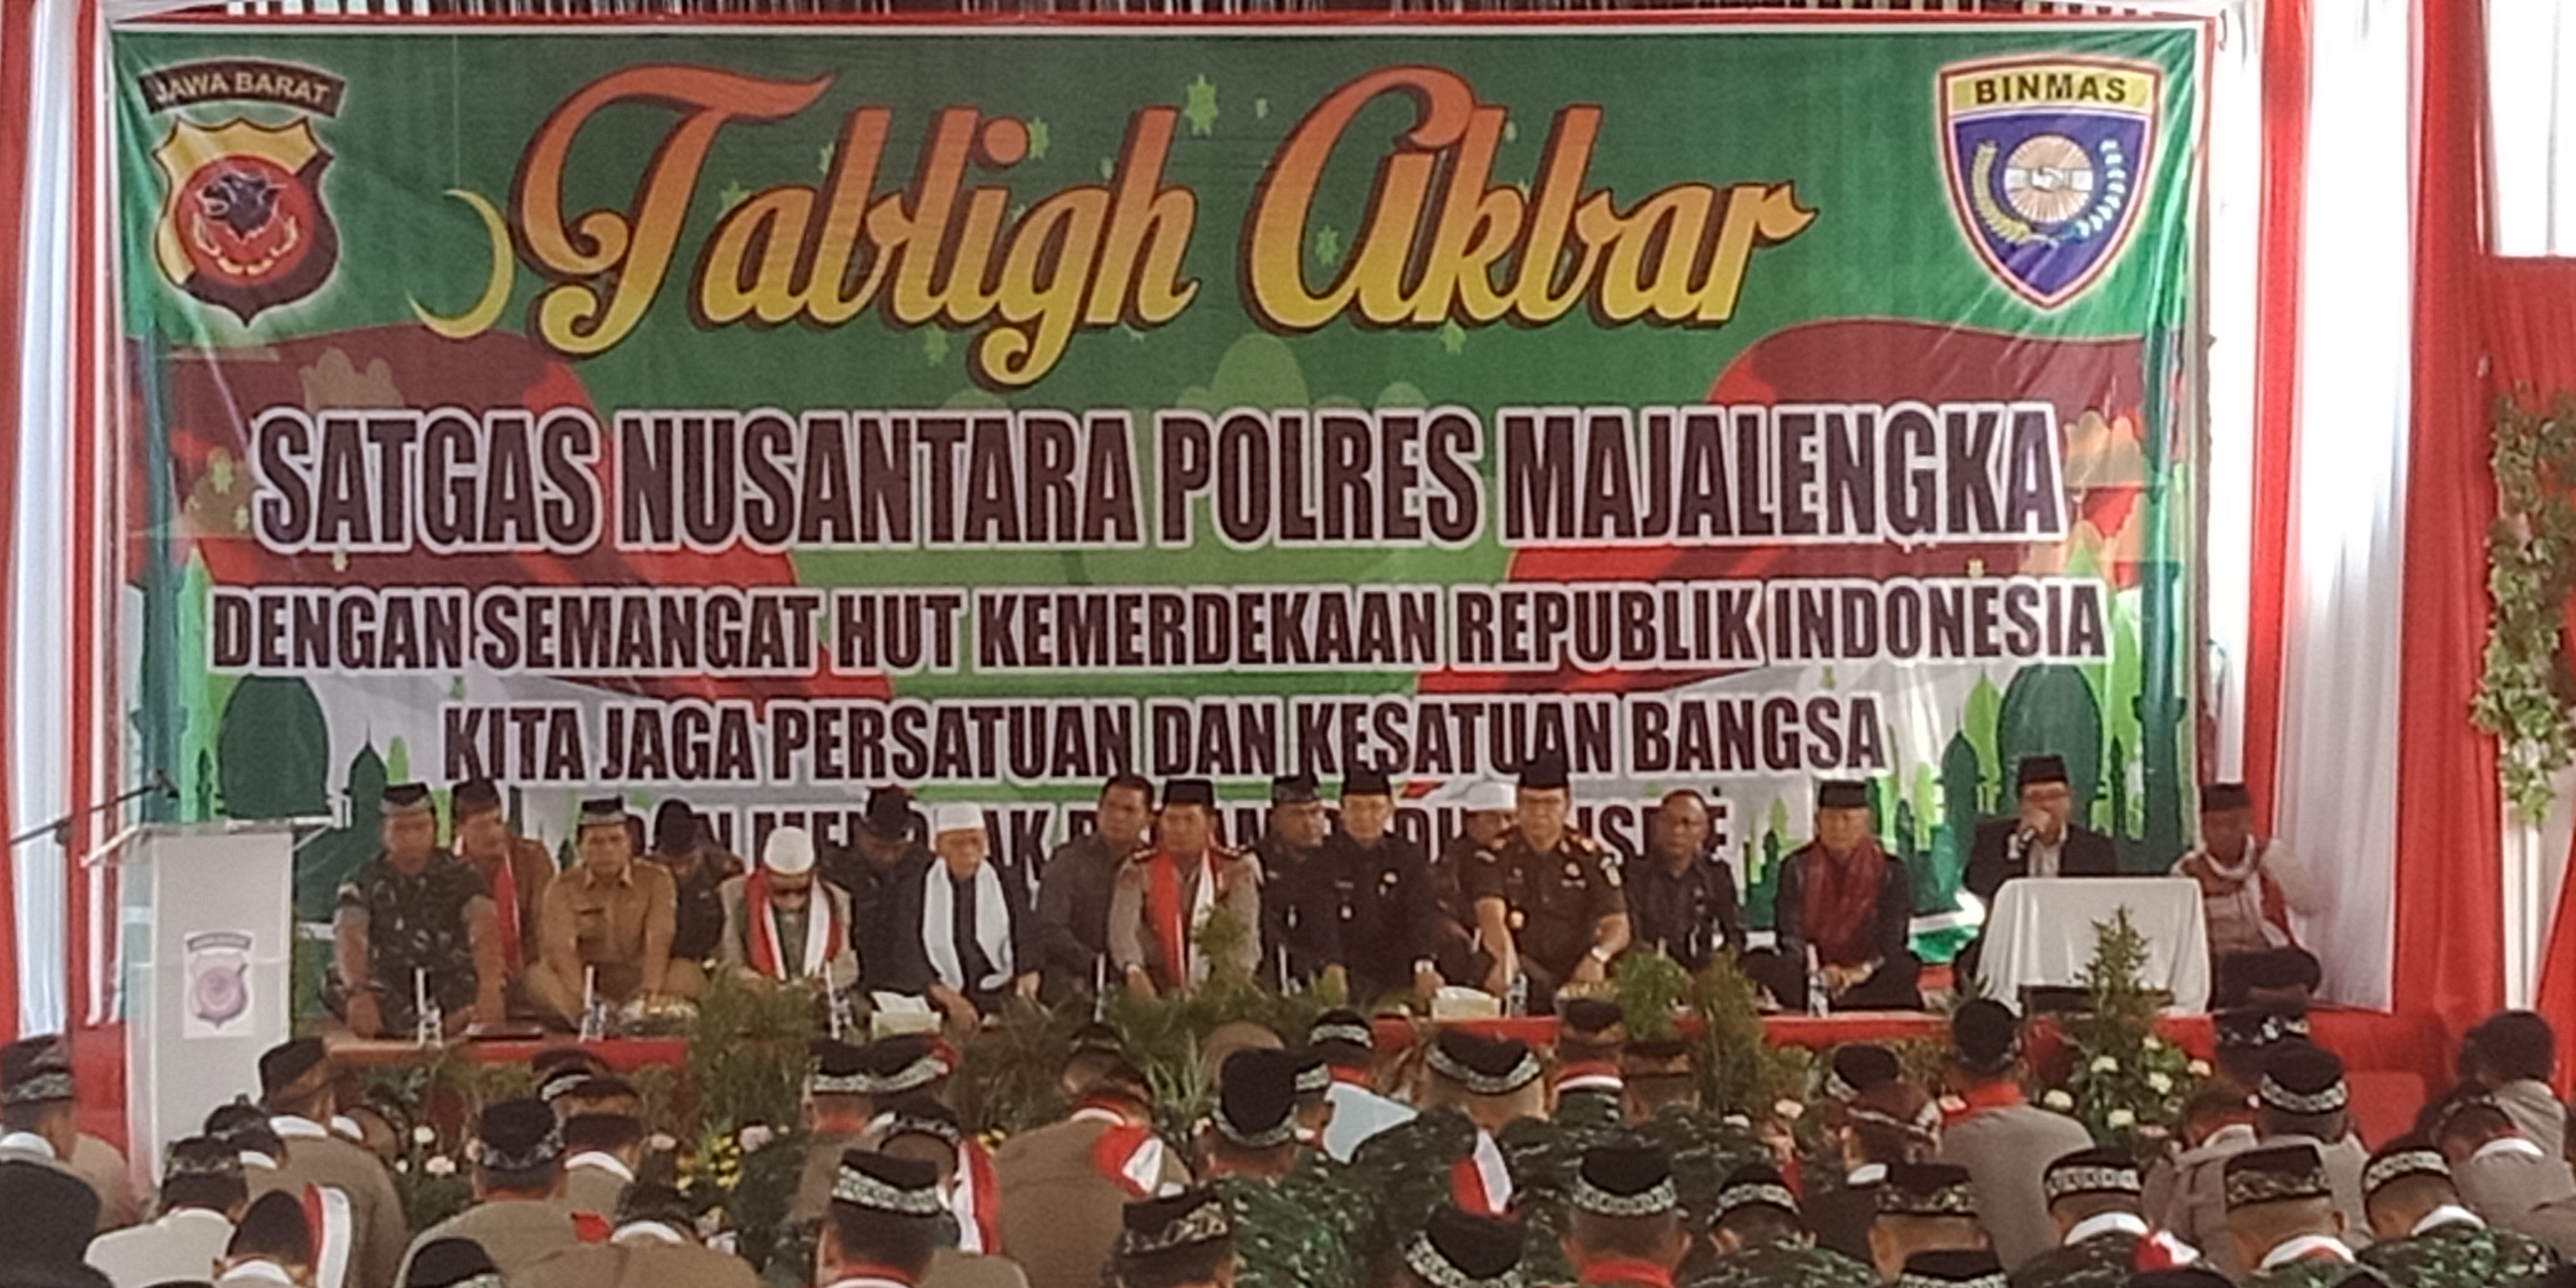 JAWA BARAT
BINMAS
Tabligh Akbar
SATGAS NUSANTARA POLRES MAJALENGKA
DENGAN SEMANGAT HUT KEMERDEKAAN REPUBLIK INDONESIA
KITA JAGA PERSATUAN DAN KESATUAN BANGSA